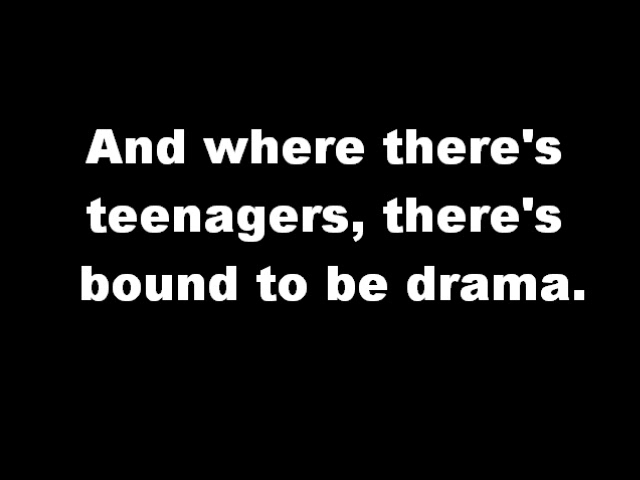 And where there's
teenagers, there's
bound to be drama.